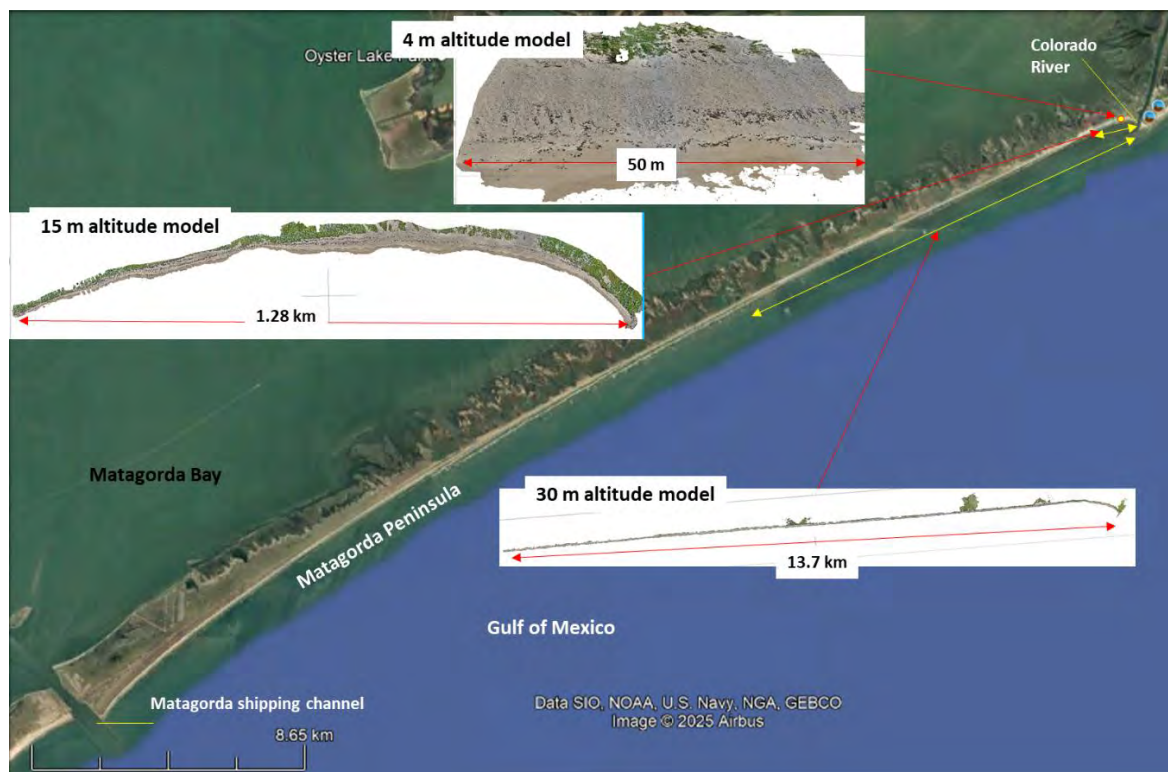 4 m altitude model
Oyster Lake Park
Colorado
River
50 m
15 m altitude model
1.28 km
Matagorda Bay
Matagorda Peninsula
30 m altitude model
13.7 km
Gulf of Mexico
Matagorda shipping channel
Data SIO, NOAA, U.S. Navy, NGA, GEBCO
Image © 2025 Airbus
8.65 km